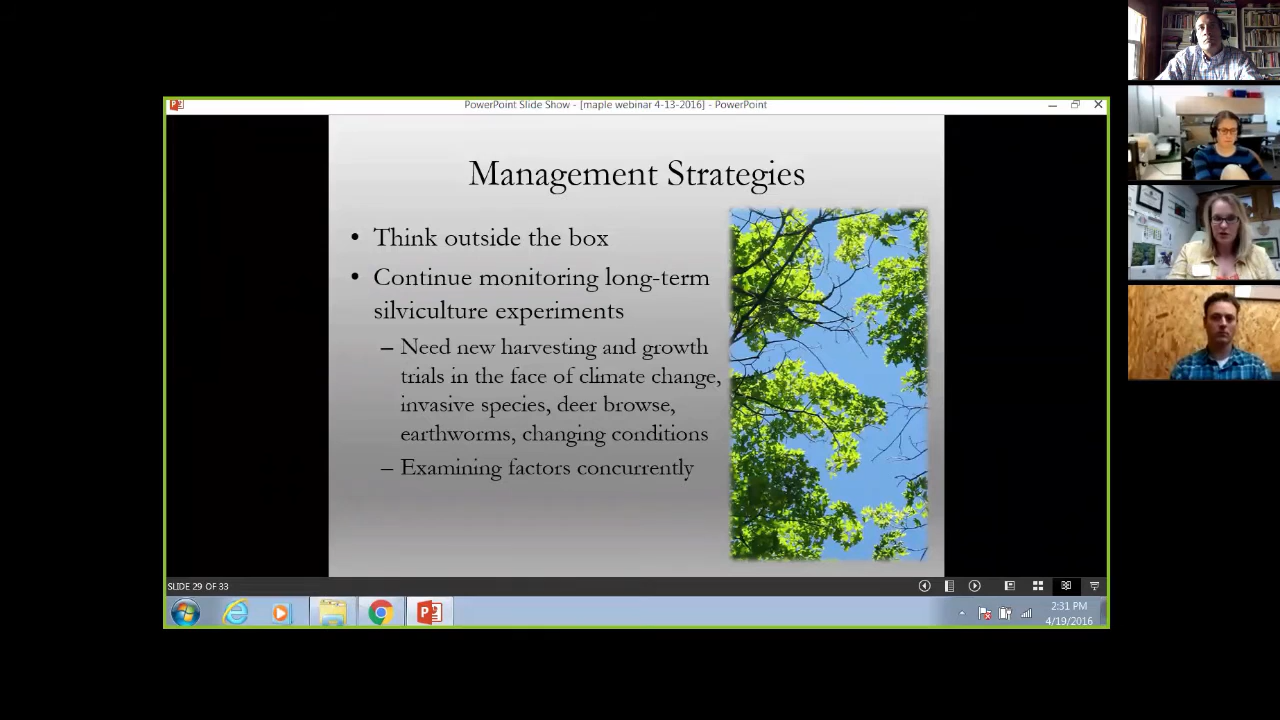 PowerPoint Slide Show - [maple webinar 4-13-2016] - PowerPoint
Management Strategies
• Think outside the box
• Continue monitoring long-term
silviculture experiments
– Need new harvesting and growth
trials in the face of climate change,
invasive species, deer browse,
earthworms, changing conditions
– Examining factors concurrently
SLIDE 29 OF 33
2:31 PM
4/19/2016